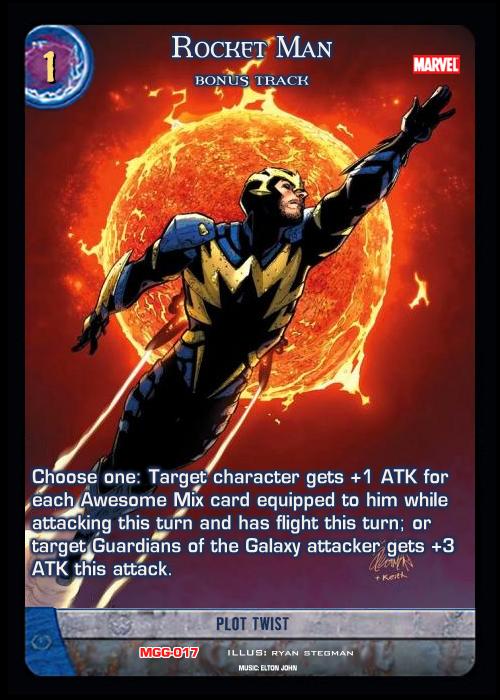 1
Rocket Man
BONUS TRACK
MARVEL
Choose one: Target character gets +1 ATK for
each Awesome Mix card equipped to him while
attacking this turn and has flight this turn; or
target Guardians of the Galaxy attacker gets +3
ATK this attack.
+ Keith
PLOT TWIST
MGG-017 ILLUS: RYAN STEGMAN
MUSIC: ELTON JOHN